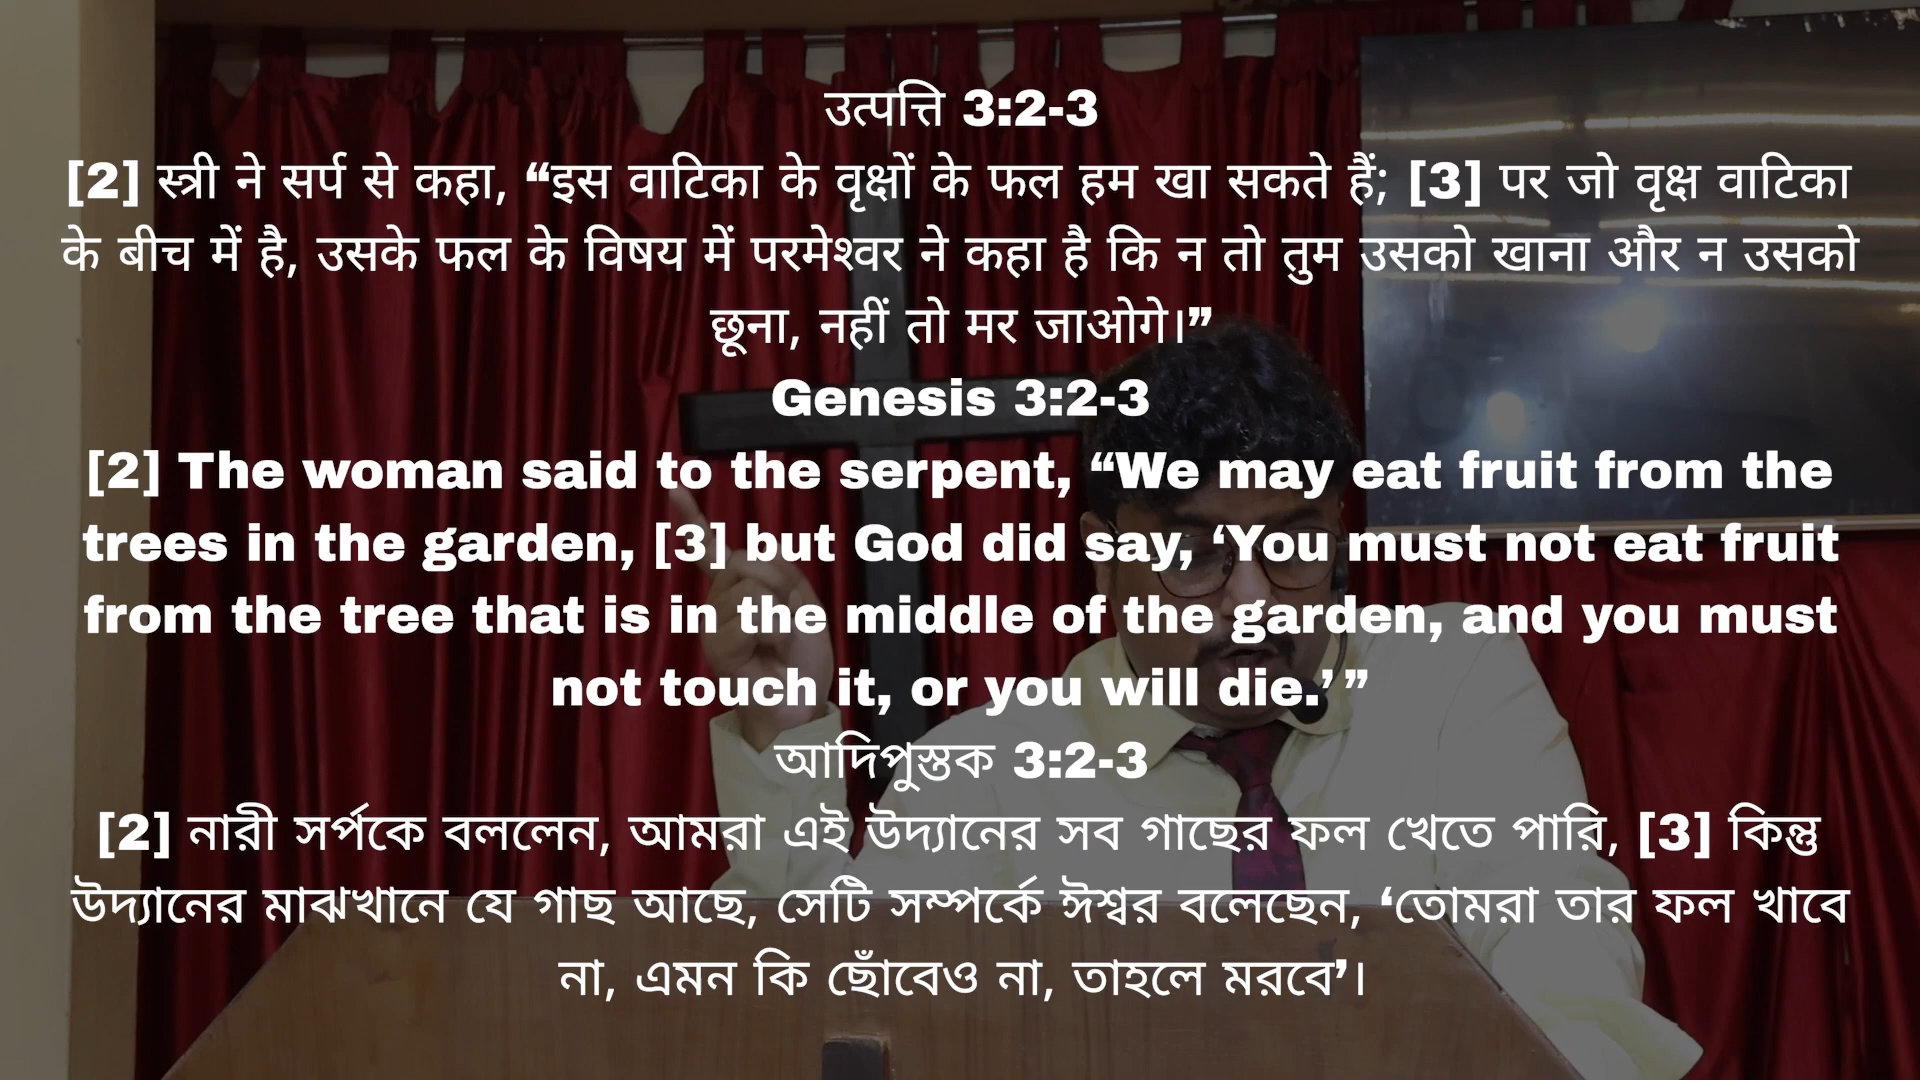 उत्पत्ति 3:2-3
[2] स्त्री ने सर्प से कहा, “इस वाटिका के वृक्षों के फल हम खा सकते हैं; [3] पर जो वृक्ष वाटिका
के बीच में है, उसके फल के विषय में परमेश्‍वर ने कहा है कि न तो तुम उसको खाना और न उसको
छूना, नहीं तो मर जाओगे।”
Genesis 3:2-3
[2] The woman said to the serpent, “We may eat fruit from the
trees in the garden, [3] but God did say, ‘You must not eat fruit
from the tree that is in the middle of the garden, and you must
not touch it, or you will die.’ ”
আদিপুস্তক 3:2-3
[2] নারী সর্পকে বললেন, আমরা এই উদ্যানের সব গাছের ফল খেতে পারি, [3] কিন্তু
উদ্যানের মাঝখানে যে গাছ আছে, সেটি সম্পর্কে ঈশ্বর বলেছেন, ‘তোমরা তার ফল খাবে
না, এমন কি ছোঁবেও না, তাহলে মরবে’।